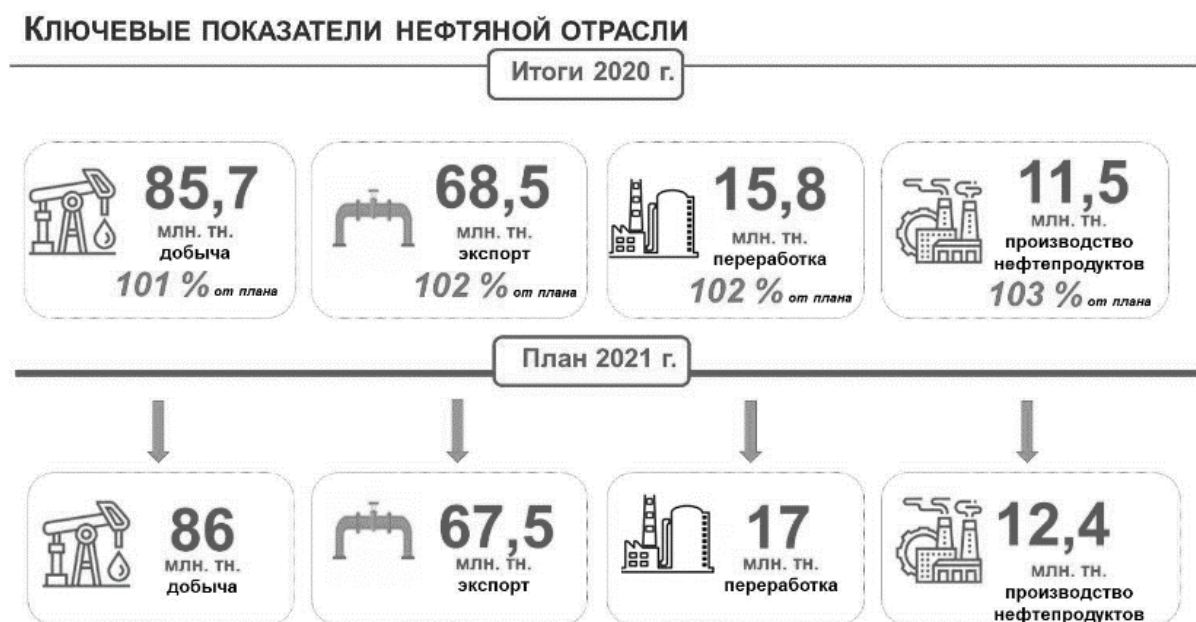 КЛЮЧЕВЫЕ ПОКАЗАТЕЛИ НЕФТЯНОЙ ОТРАСЛИ
Итоги 2020 г.
85,7
млн. тн.
добыча
101 % от плана
68,5
млн. тн.
экспорт
102 % от плана
15,8
млн. тн.
переработка
102 % от плана
11,5
млн. тн.
производство
нефтепродуктов
103 % от плана
План 2021 г.
86
млн. тн.
добыча
67,5
млн. тн.
экспорт
17
млн. тн.
переработка
12,4
млн. тн.
производство
нефтепродуктов